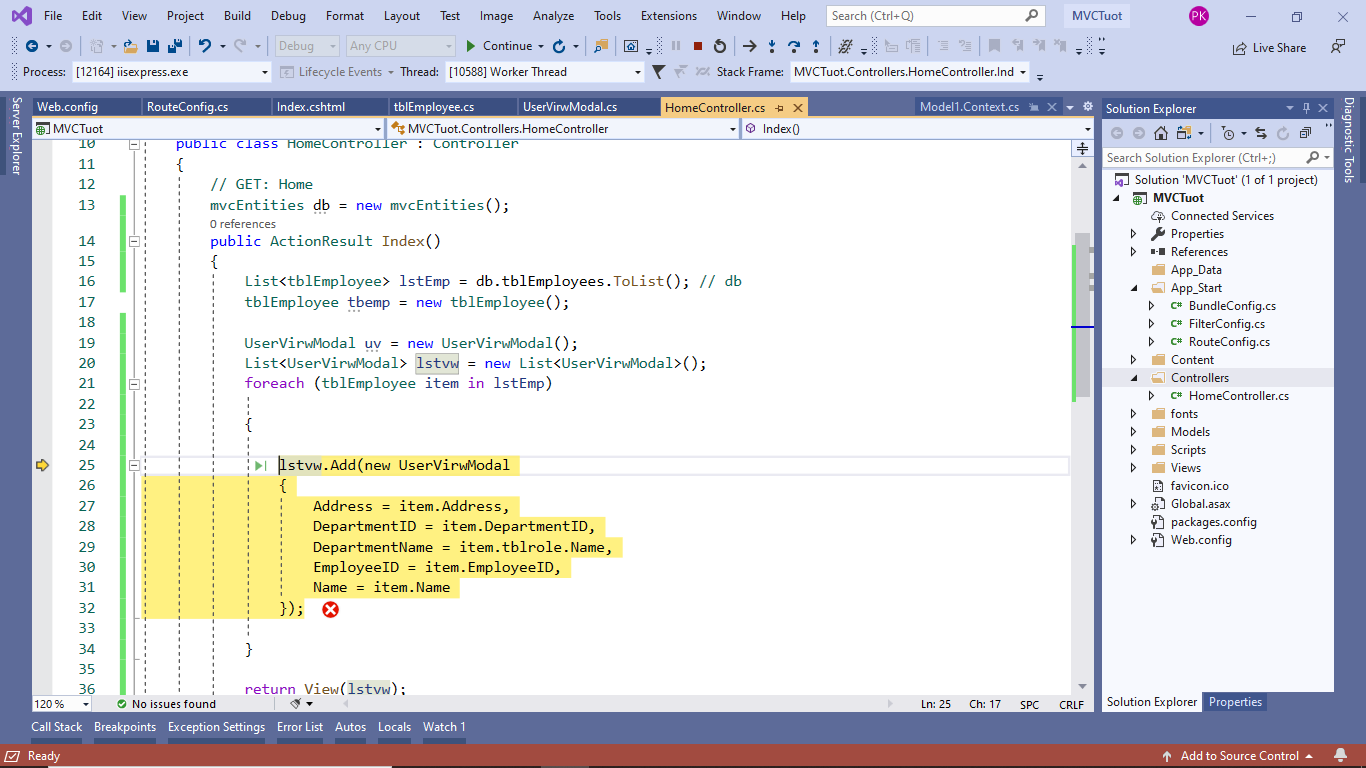 File Edit View Project Build Debug Format Layout Test Image Analyze Tools Extensions Window Help Search (Ctrl+Q) MVCTuot PK
Debug Any CPU Continue Live Share
Process: [12164] iisexpress.exe Lifecycle Events Thread: [10588] Worker Thread Stack Frame: MVCTuot.Controllers.HomeController.Ind
Server Explorer
Web.config RouteConfig.cs Index.cshtml tblEmployee.cs UserVirwModal.cs HomeController.cs Model1.Context.cs
MVCTuot MVCTuot.Controllers.HomeController Index()
10 public class HomeController : Controller
11 {
12 // GET: Home
13 mvcEntities db = new mvcEntities();
0 references
14 public ActionResult Index()
15 {
16 List<tblEmployee> lstEmp = db.tblEmployees.ToList(); // db
17 tblEmployee tbemp = new tblEmployee();
18
19 UserVirwModal uv = new UserVirwModal();
20 List<UserVirwModal> lstvw = new List<UserVirwModal>();
21 foreach (tblEmployee item in lstEmp)
22
23 {
24
25 lstvw.Add(new UserVirwModal
26 {
27 Address = item.Address,
28 DepartmentID = item.DepartmentID,
29 DepartmentName = item.tblrole.Name,
30 EmployeeID = item.EmployeeID,
31 Name = item.Name
32 });
33
34 }
35
36 return View(lstvw);
120 % No issues found Ln: 25 Ch: 17 SPC CRLF
Solution Explorer
Search Solution Explorer (Ctrl+;)
Solution 'MVCTuot' (1 of 1 project)
MVCTuot
Connected Services
Properties
References
App_Data
App_Start
C# BundleConfig.cs
C# FilterConfig.cs
C# RouteConfig.cs
Content
Controllers
C# HomeController.cs
fonts
Models
Scripts
Views
favicon.ico
Global.asax
packages.config
Web.config
Solution Explorer Properties
Diagnostic Tools
Call Stack Breakpoints Exception Settings Error List Autos Locals Watch 1
Ready Add to Source Control